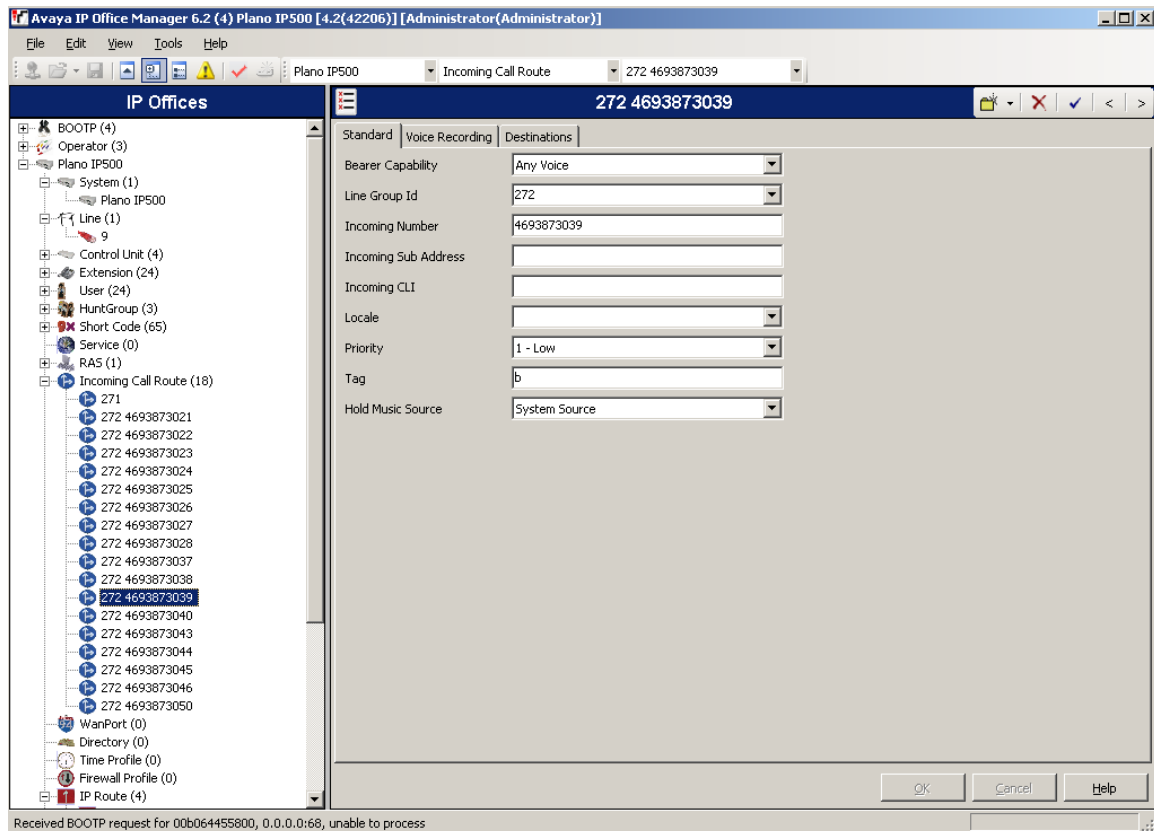 Avaya IP Office Manager 6.2 (4) Plano IP500 [4.2(42206)] [Administrator(Administrator)]
File Edit View Tools Help
Plano IP500 Incoming Call Route 272 4693873039
IP Offices
BOOTP (4)
Operator (3)
Plano IP500
System (1)
Plano IP500
Line (1)
9
Control Unit (4)
Extension (24)
User (24)
HuntGroup (3)
Short Code (65)
Service (0)
RAS (1)
Incoming Call Route (18)
271
272 4693873021
272 4693873022
272 4693873023
272 4693873024
272 4693873025
272 4693873026
272 4693873027
272 4693873028
272 4693873037
272 4693873038
272 4693873039
272 4693873040
272 4693873043
272 4693873044
272 4693873045
272 4693873046
272 4693873050
WanPort (0)
Directory (0)
Time Profile (0)
Firewall Profile (0)
IP Route (4)
272 4693873039
Standard Voice Recording Destinations
Bearer Capability Any Voice
Line Group Id 272
Incoming Number 4693873039
Incoming Sub Address
Incoming CLI
Locale
Priority 1 - Low
Tag b
Hold Music Source System Source
OK Cancel Help
Received BOOTP request for 00b064455800, 0.0.0.0:68, unable to process